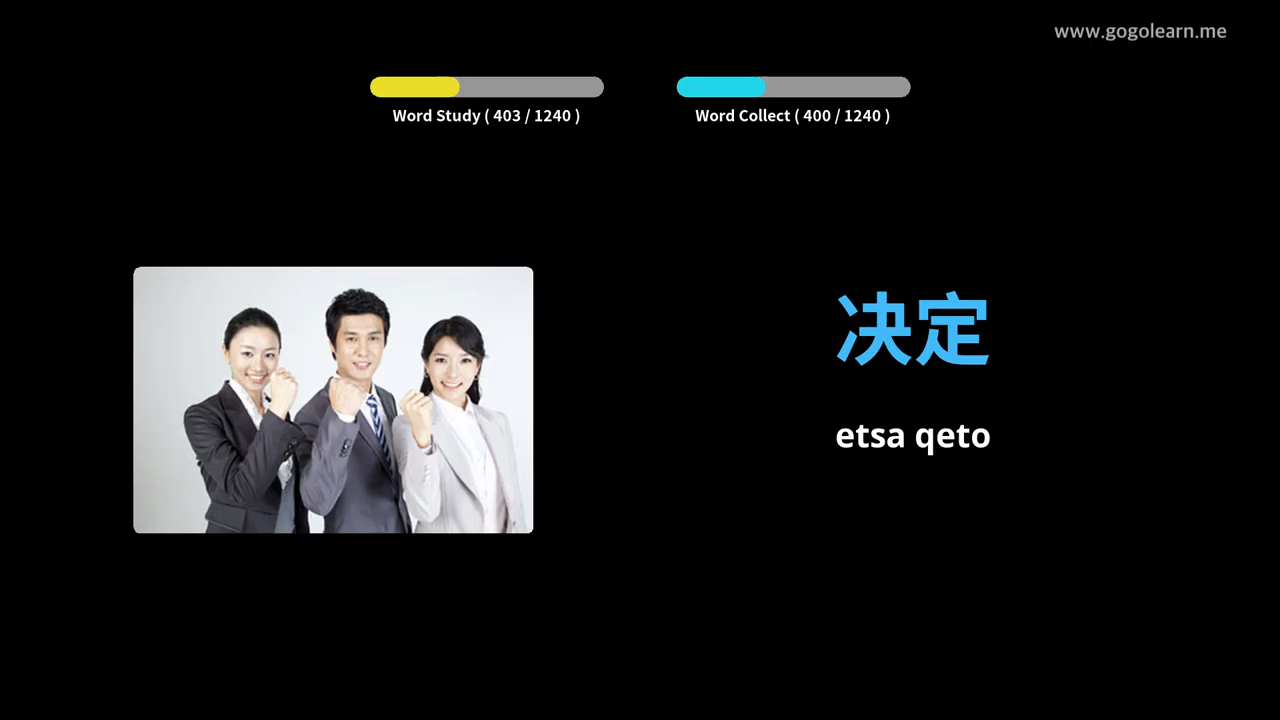 www.gogolearn.me
Word Study ( 403 / 1240 )
Word Collect ( 400 / 1240 )
决定
etsa qeto